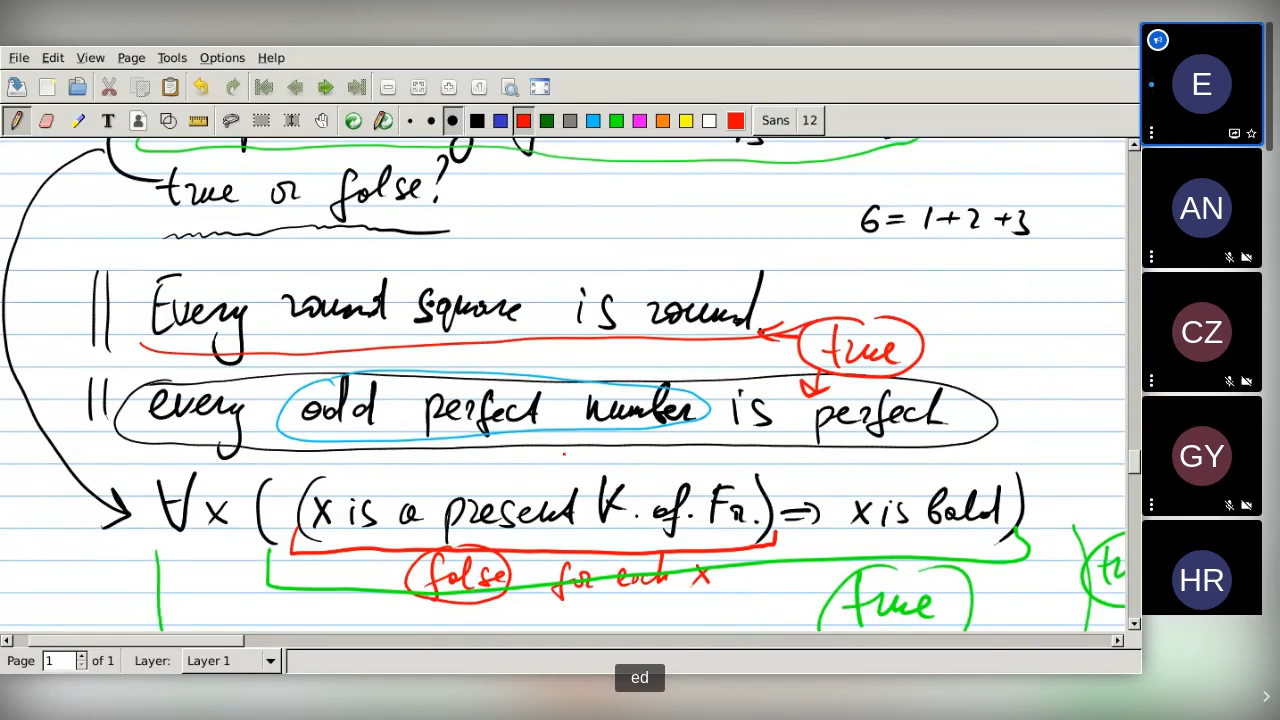 File Edit View Page Tools Options Help
Sans 12
true or false?
6 = 1+2+3
Every round square is round
true
every odd perfect number is perfect
∀x ((x is a present K. of. Fr.) ⇒ x is bald)
false for each x
true
Page 1 of 1 Layer: Layer 1
ed
E
AN
CZ
GY
HR